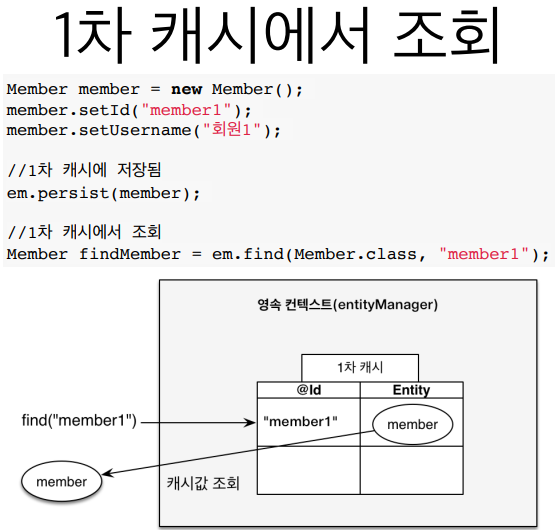 1차 캐시에서 조회
Member member = new Member();
member.setId("member1");
member.setUsername("회원1");
//1차 캐시에 저장됨
em.persist(member);
//1차 캐시에서 조회
Member findMember = em.find(Member.class, "member1");
영속 컨텍스트(entityManager)
1차 캐시
@Id
Entity
find("member1")
"member1"
member
member
캐시값 조회